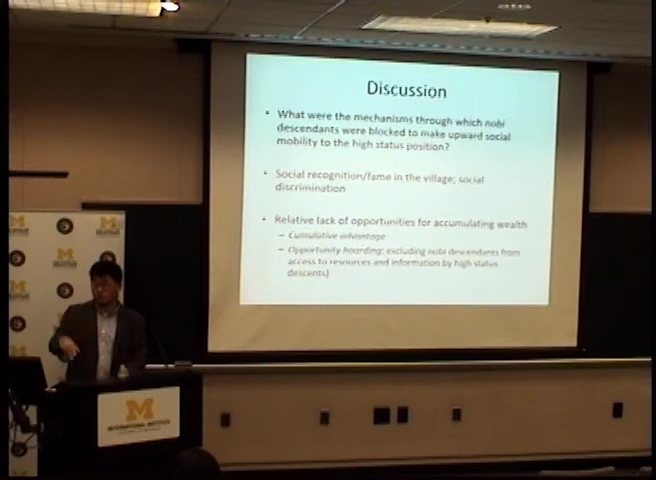 Discussion
• What were the mechanisms through which nobi
descendants were blocked to make upward social
mobility to the high status position?
• Social recognition/fame in the village; social
discrimination
• Relative lack of opportunities for accumulating wealth
– Cumulative advantage
– Opportunity hoarding: excluding nobi descendants from
access to resources and information by high status
descents)
M
INTERNATIONAL INSTITUTE